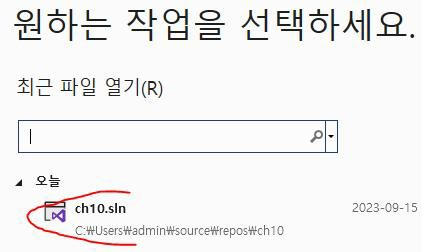 원하는 작업을 선택하세요.
최근 파일 열기(R)
오늘
ch10.sln 2023-09-15
C:₩Users₩admin₩source₩repos₩ch10